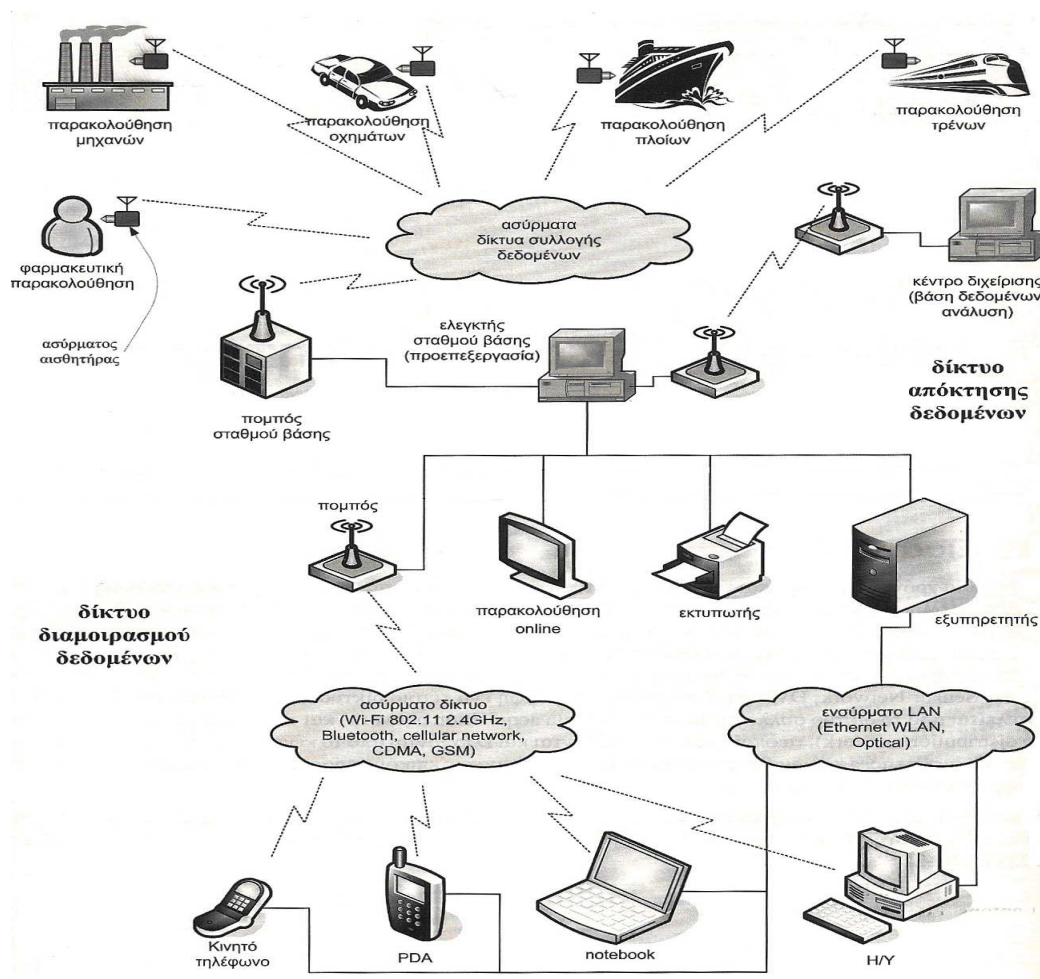 παρακολούθηση
μηχανών
παρακολούθηση
οχημάτων
παρακολούθηση
πλοίων
παρακολούθηση
τρένων
φαρμακευτική
παρακολούθηση
ασύρματος
αισθητήρας
ασύρματα
δίκτυα συλλογής
δεδομένων
κέντρο διχείρισης
(βάση δεδομένων
ανάλυση)
ελεγκτής
σταθμού βάσης
(προεπεξεργασία)
πομπός
σταθμού βάσης
δίκτυο
απόκτησης
δεδομένων
πομπός
παρακολούθηση
online
εκτυπωτής
εξυπηρετητής
δίκτυο
διαμοιρασμού
δεδομένων
ασύρματο δίκτυο
(Wi-Fi 802.11 2.4GHz,
Bluetooth, cellular network,
CDMA, GSM)
ενσύρματο LAN
(Ethernet WLAN,
Optical)
Κινητό
τηλέφωνο
PDA
notebook
Η/Υ